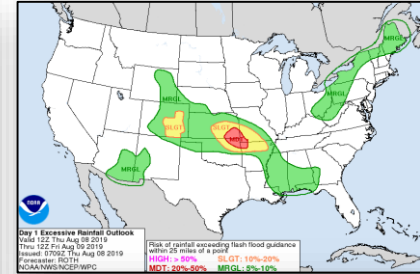 MRGL
MRGL
MRGL
SLGT
SLGT
MDT
MRGL
NOAA
Day 1 Excessive Rainfall Outlook
Valid 12Z Thu Aug 08 2019
Thru 12Z Fri Aug 09 2019
Issued: 0709Z Thu Aug 08 2019
Forecaster: ROTH
NOAA/NWS/NCEP/WPC
Risk of rainfall exceeding flash flood guidance
within 25 miles of a point
HIGH: > 50% SLGT: 10%-20%
MDT: 20%-50% MRGL: 5%-10%